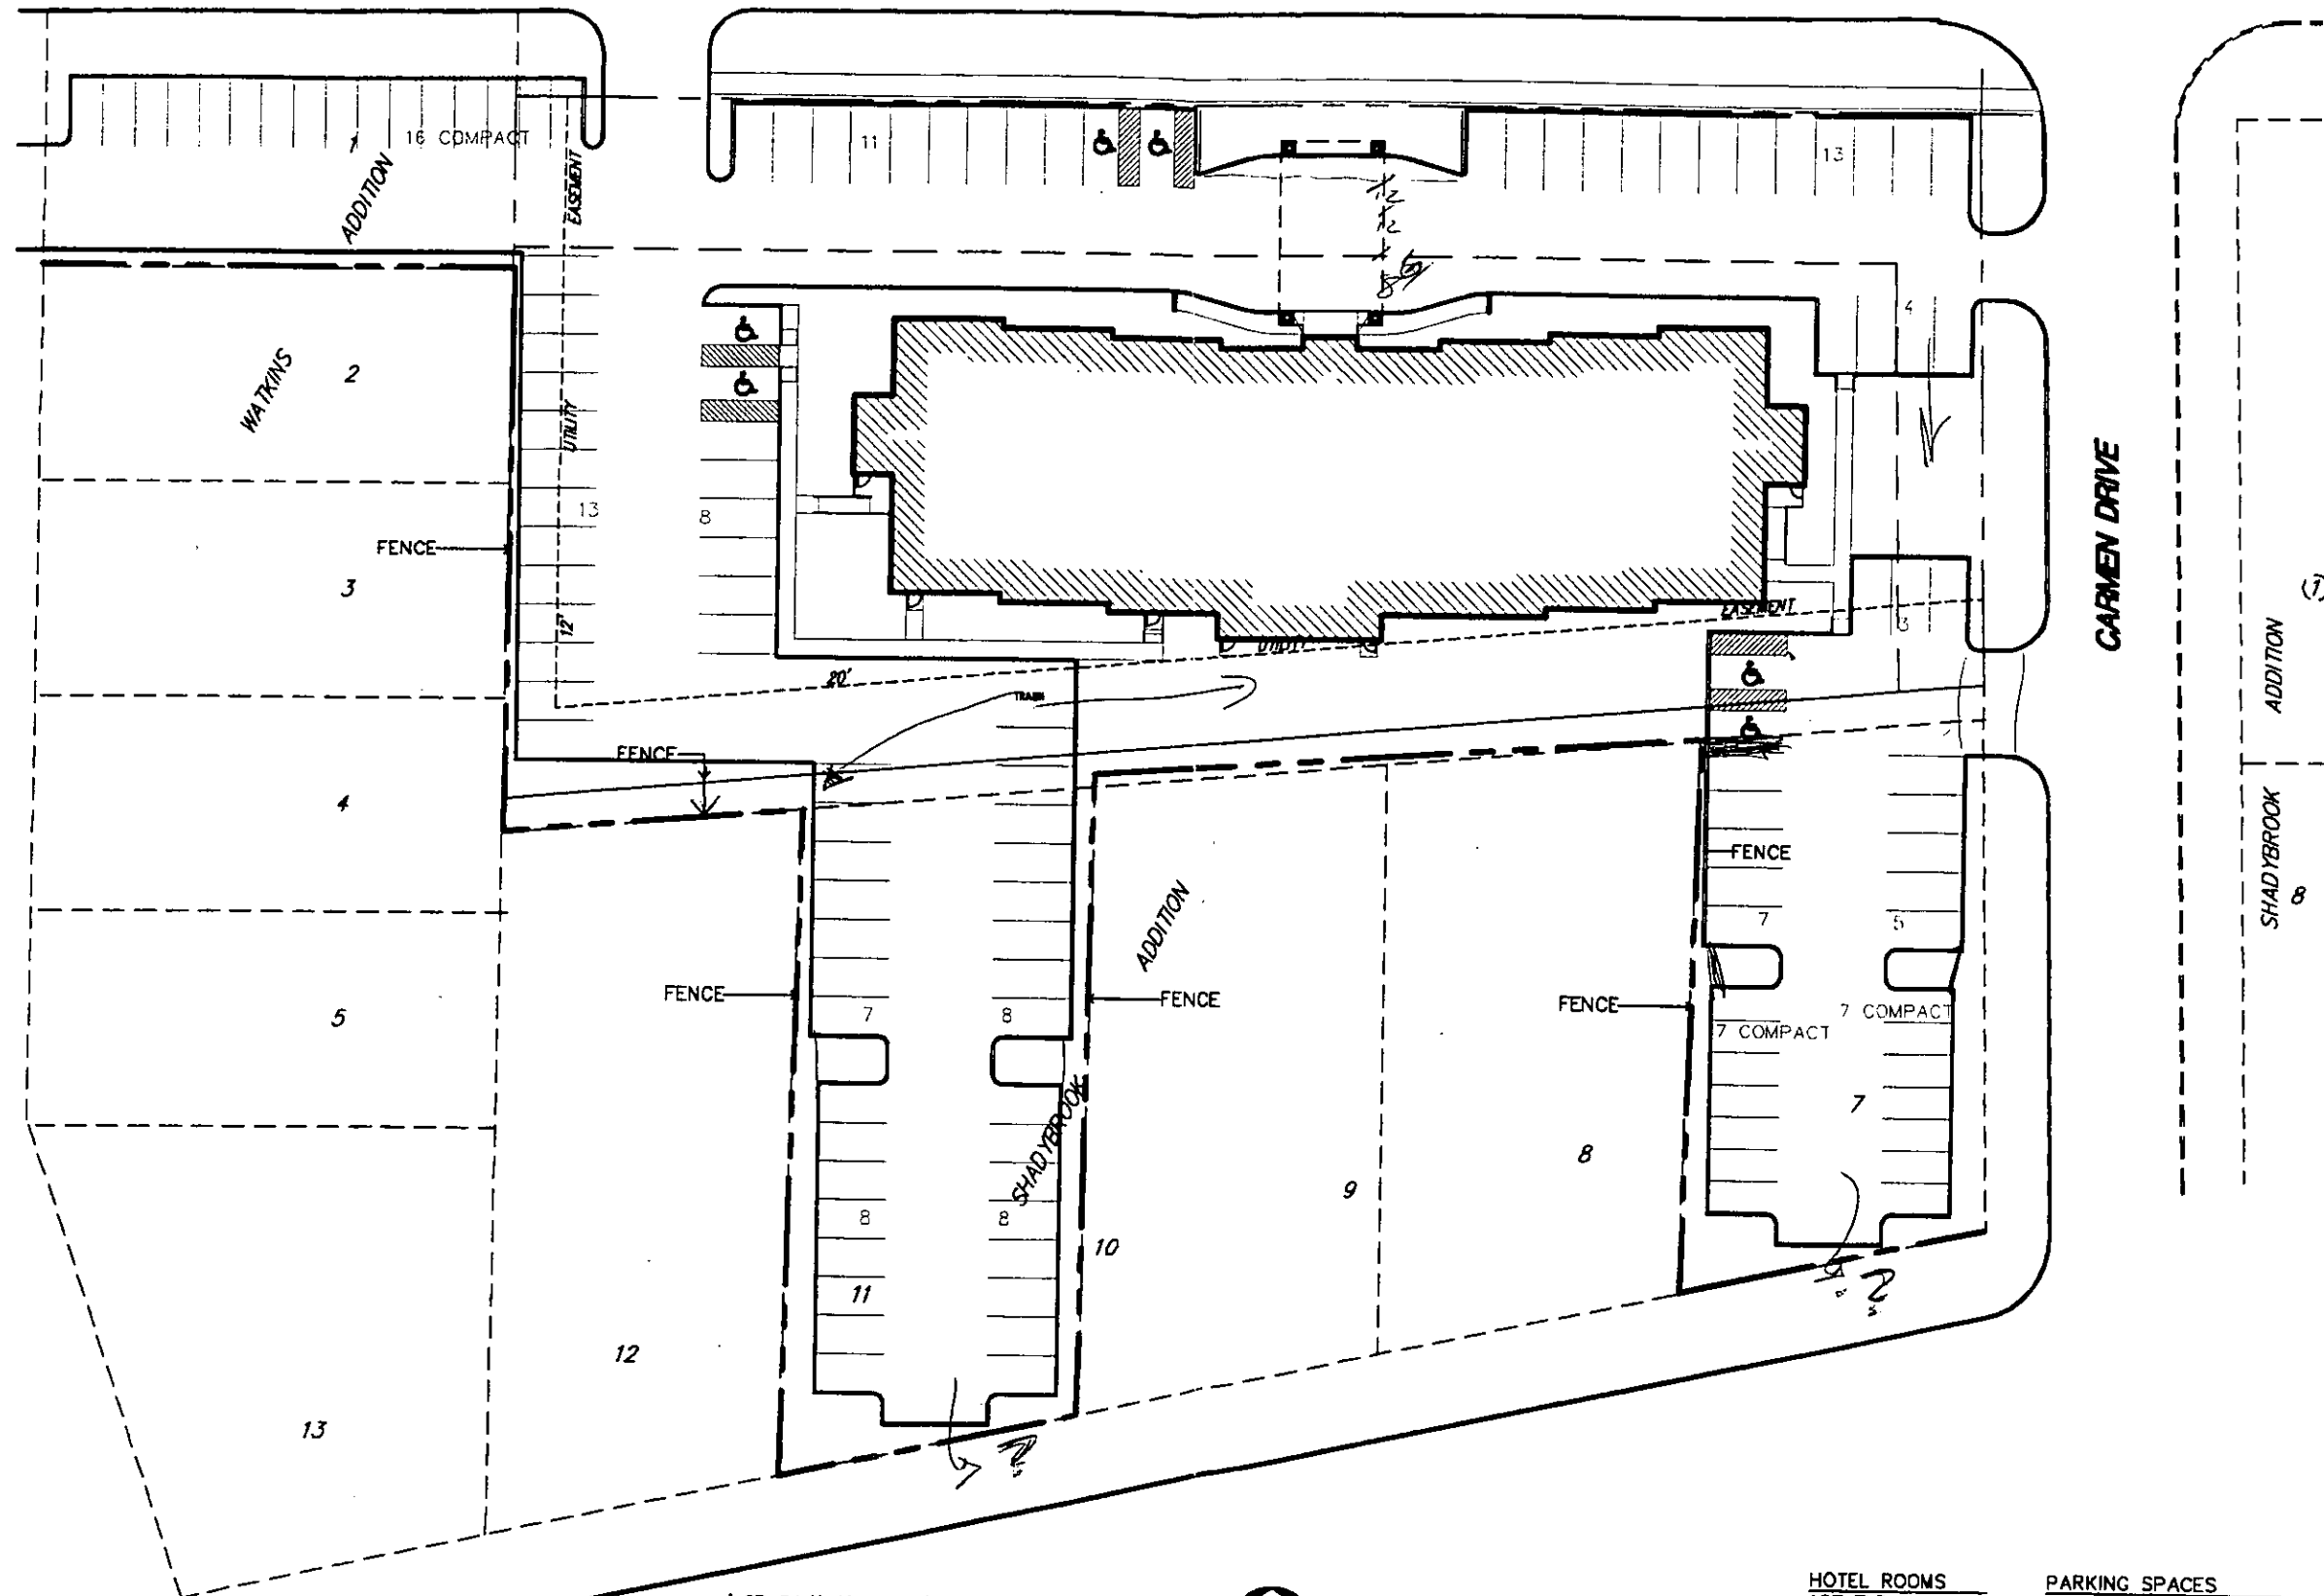 16 COMPACT
1
ADDITION
EASEMENT
11
13
WATKINS
2
UTILITY
4
13
8
FENCE
3
12'
EASEMENT
3
20'
TRASH
CARMEN DRIVE
(7)
ADDITION
SHADYBROOK
8
FENCE
4
FENCE
ADDITION
7
5
FENCE
7
8
FENCE
FENCE
5
7 COMPACT
7 COMPACT
SHADYBROOK
7
8
9
8
8
10
11
12
13
HOTEL ROOMS
PARKING SPACES